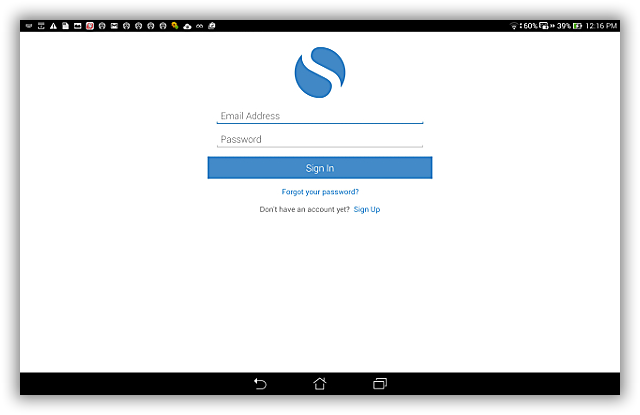 60% 39% 12:16 PM
Email Address
Password
Sign In
Forgot your password?
Don't have an account yet? Sign Up